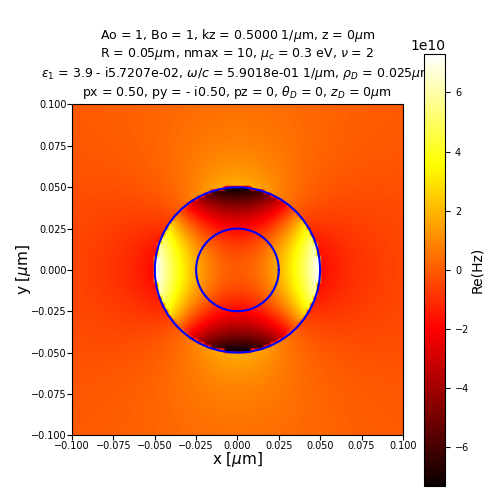 Ao = 1, Bo = 1, kz = 0.5000 1/μm, z = 0μm
R = 0.05μm, nmax = 10, μ_c = 0.3 eV, ν = 2
ε₁ = 3.9 - i5.7207e-02, ω/c = 5.9018e-01 1/μm, ρ_D = 0.025μm
px = 0.50, py = - i0.50, pz = 0, θ_D = 0, z_D = 0μm
1e10
0.100
0.075
0.050
0.025
0.000
−0.025
−0.050
−0.075
−0.100
y [μm]
−0.100 −0.075 −0.050 −0.025 0.000 0.025 0.050 0.075 0.100
x [μm]
6
4
2
0
−2
−4
−6
Re(Hz)